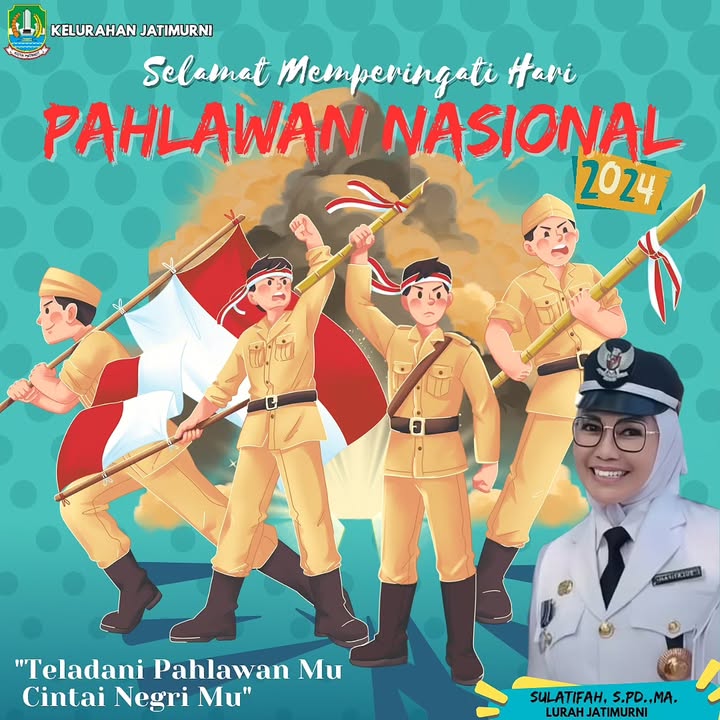 KELURAHAN JATIMURNI
Selamat Memperingati Hari
PAHLAWAN NASIONAL
2024
"Teladani Pahlawan Mu
Cintai Negri Mu"
SULATIFAH, S.PD.,MA.
LURAH JATIMURNI